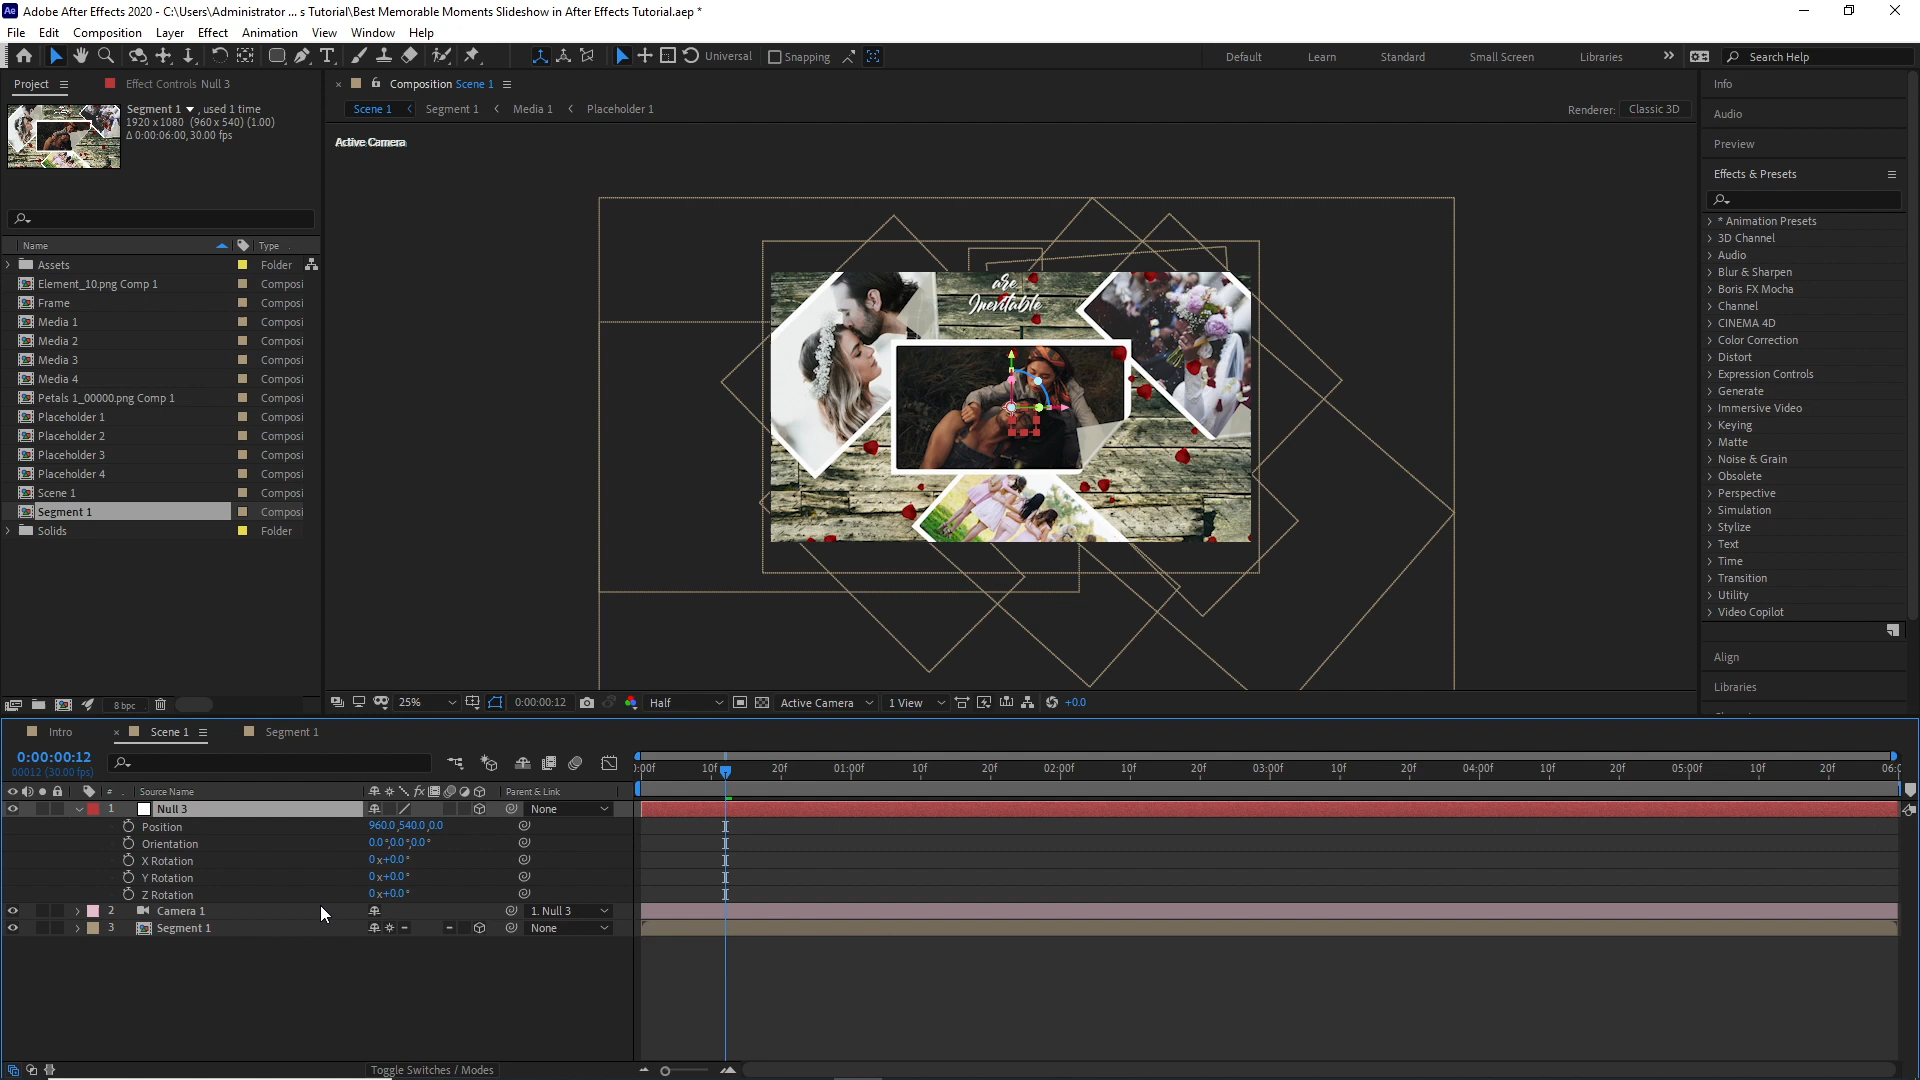 Adobe After Effects 2020 - C:\Users\Administrator ... s Tutorial\Best Memorable Moments Slideshow in After Effects Tutorial.aep *
File Edit Composition Layer Effect Animation View Window Help
Universal Snapping Default Learn Standard Small Screen Libraries Search Help
Project Effect Controls Null 3
Segment 1 , used 1 time
1920 x 1080 (960 x 540) (1.00)
Δ 0:00:06:00, 30.00 fps
Name Type
Assets Folder
Element_10.png Comp 1 Composi
Frame Composi
Media 1 Composi
Media 2 Composi
Media 3 Composi
Media 4 Composi
Petals 1_00000.png Comp 1 Composi
Placeholder 1 Composi
Placeholder 2 Composi
Placeholder 3 Composi
Placeholder 4 Composi
Scene 1 Composi
Segment 1 Composi
Solids Folder
8 bpc
Composition Scene 1
Scene 1 Segment 1 Media 1 Placeholder 1
Renderer: Classic 3D
Active Camera
are
Inevitable
25% 0:00:00:12 Half Active Camera 1 View +0.0
Info
Audio
Preview
Effects & Presets
* Animation Presets
3D Channel
Audio
Blur & Sharpen
Boris FX Mocha
Channel
CINEMA 4D
Color Correction
Distort
Expression Controls
Generate
Immersive Video
Keying
Matte
Noise & Grain
Obsolete
Perspective
Simulation
Stylize
Text
Time
Transition
Utility
Video Copilot
Align
Libraries
Intro Scene 1 Segment 1
0:00:00:12
00012 (30.00 fps)
:00f 10f 20f 01:00f 10f 20f 02:00f 10f 20f 03:00f 10f 20f 04:00f 10f 20f 05:00f 10f 20f 06:0
# Source Name Parent & Link
1 Null 3 None
Position 960.0,540.0,0.0
Orientation 0.0°,0.0°,0.0°
X Rotation 0x+0.0°
Y Rotation 0x+0.0°
Z Rotation 0x+0.0°
2 Camera 1 1. Null 3
3 Segment 1 None
Toggle Switches / Modes